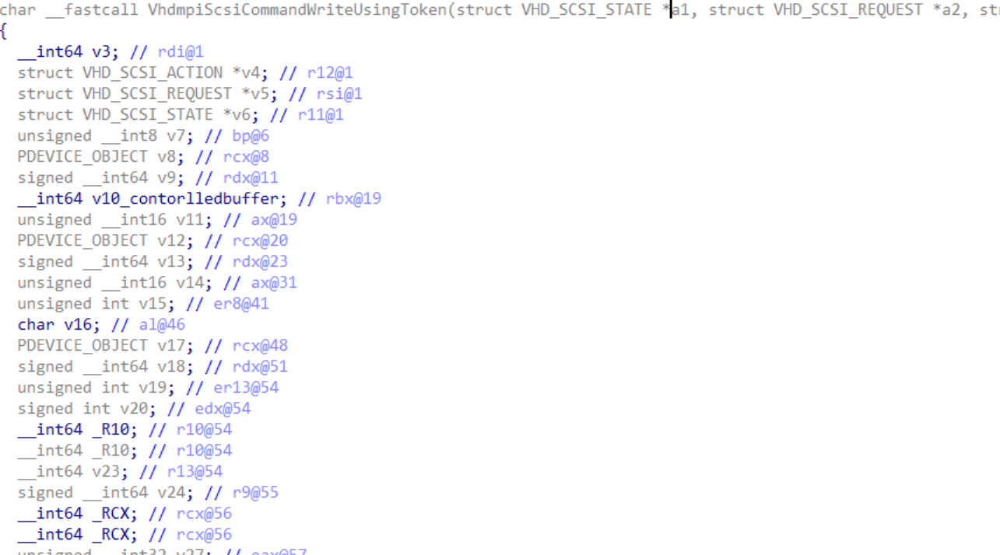 char __fastcall VhdmpiScsiCommandWriteUsingToken(struct VHD_SCSI_STATE *a1, struct VHD_SCSI_REQUEST *a2, st
{
__int64 v3; // rdi@1
struct VHD_SCSI_ACTION *v4; // r12@1
struct VHD_SCSI_REQUEST *v5; // rsi@1
struct VHD_SCSI_STATE *v6; // r11@1
unsigned __int8 v7; // bp@6
PDEVICE_OBJECT v8; // rcx@8
signed __int64 v9; // rdx@11
__int64 v10_contorlledbuffer; // rbx@19
unsigned __int16 v11; // ax@19
PDEVICE_OBJECT v12; // rcx@20
signed __int64 v13; // rdx@23
unsigned __int16 v14; // ax@31
unsigned int v15; // er8@41
char v16; // al@46
PDEVICE_OBJECT v17; // rcx@48
signed __int64 v18; // rdx@51
unsigned int v19; // er13@54
signed int v20; // edx@54
__int64 _R10; // r10@54
__int64 _R10; // r10@54
__int64 v23; // r13@54
signed __int64 v24; // r9@55
__int64 _RCX; // rcx@56
__int64 _RCX; // rcx@56
unsigned __int32 v27; // eax@57